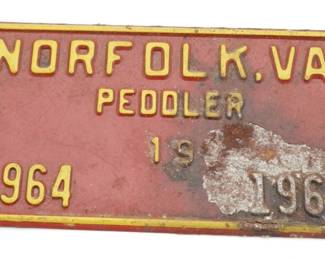 NORFOLK, VA
PEDDLER
19
964 196